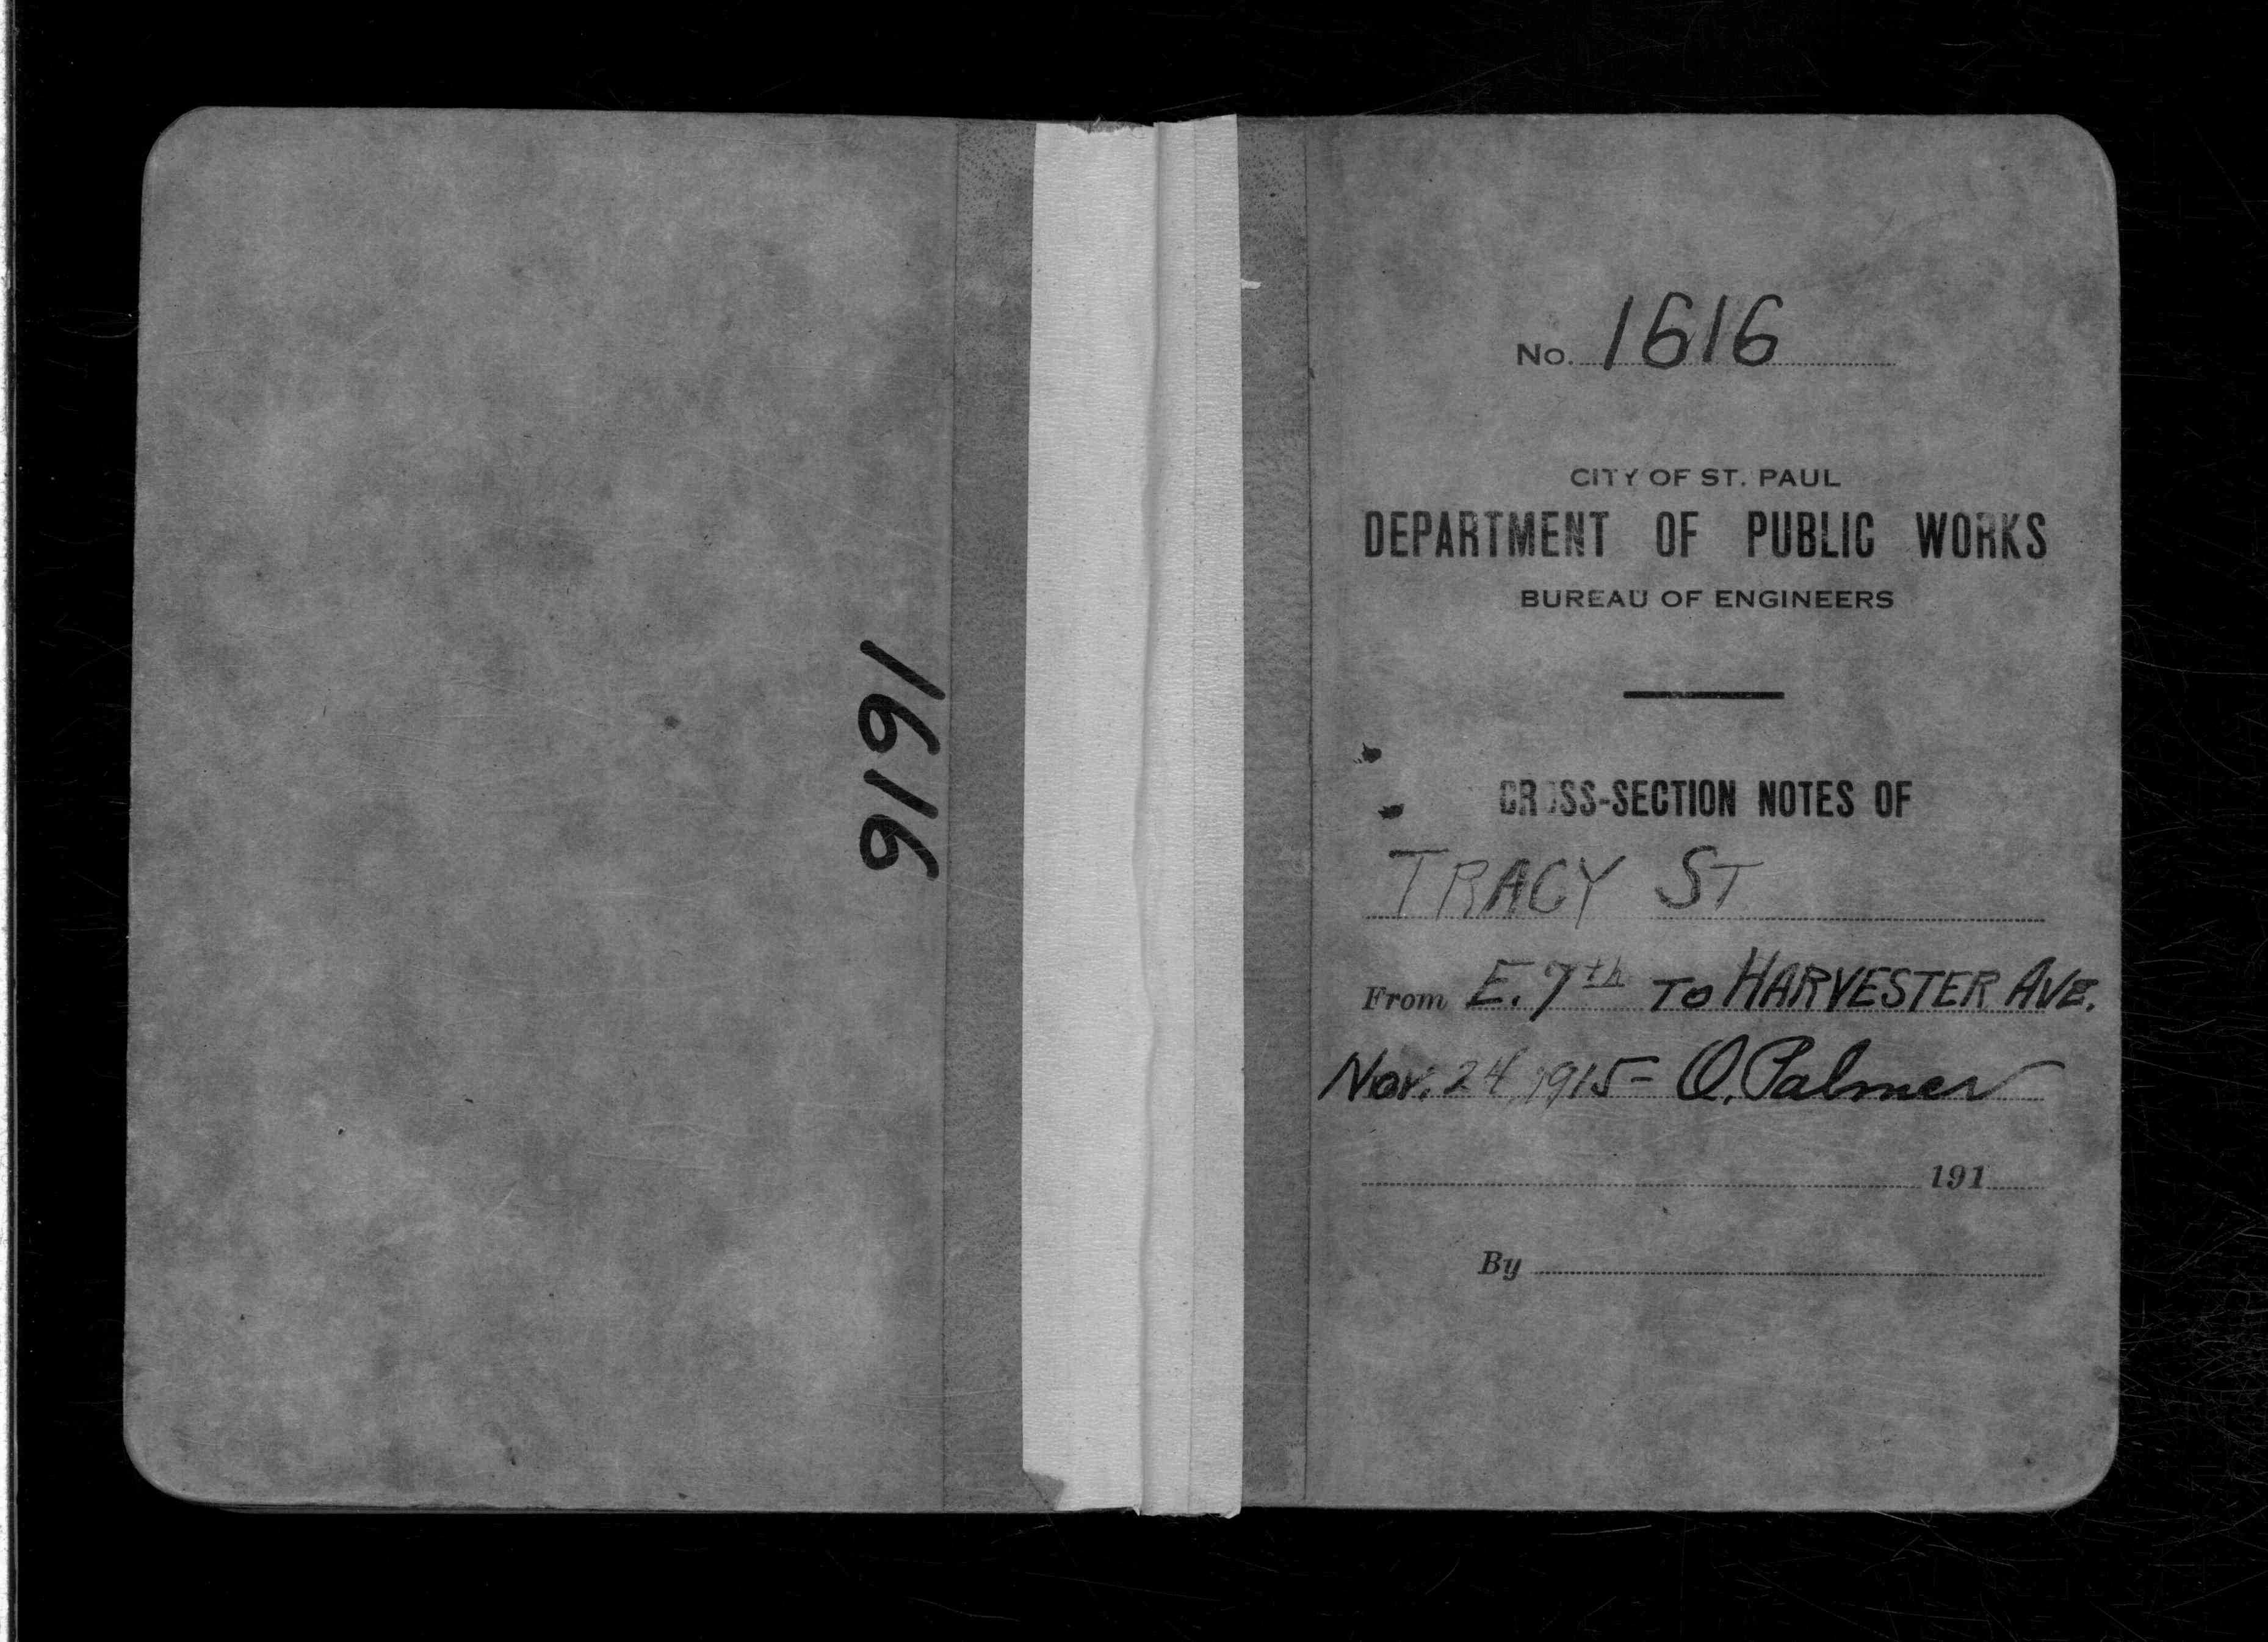 1616
No. 1616
CITY OF ST. PAUL
DEPARTMENT OF PUBLIC WORKS
BUREAU OF ENGINEERS
CROSS-SECTION NOTES OF
TRACY ST
From E. 7th TO HARVESTER AVE.
Nov. 24, 1915 - O. Palmer
191
By